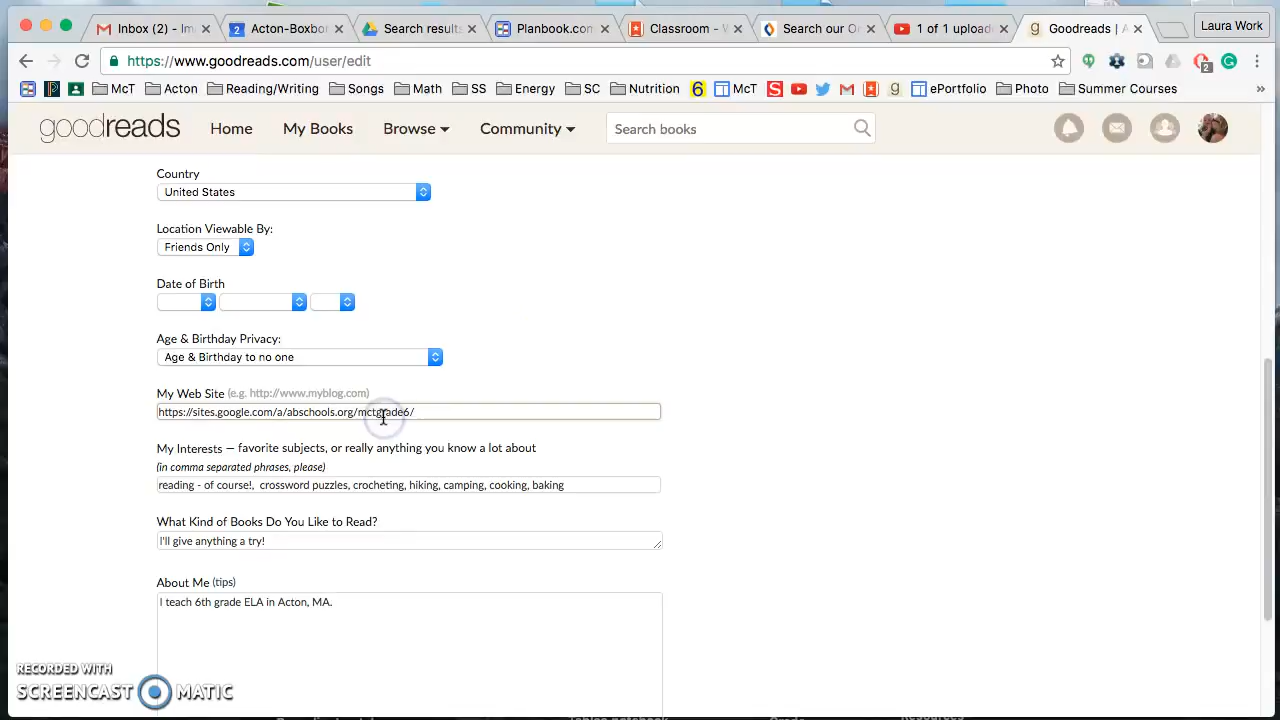 Inbox (2) - Im
Acton-Boxbo
Search results
Planbook.com
Classroom - W
Search our O
1 of 1 upload
Goodreads | A
Laura Work
https://www.goodreads.com/user/edit
McT
Acton
Reading/Writing
Songs
Math
SS
Energy
SC
Nutrition
6
McT
ePortfolio
Photo
Summer Courses
»
goodreads
Home
My Books
Browse
Community
Search books
Country
United States
Location Viewable By:
Friends Only
Date of Birth
Age & Birthday Privacy:
Age & Birthday to no one
My Web Site (e.g. http://www.myblog.com)
https://sites.google.com/a/abschools.org/mctgrade6/
My Interests — favorite subjects, or really anything you know a lot about
(in comma separated phrases, please)
reading - of course!, crossword puzzles, crocheting, hiking, camping, cooking, baking
What Kind of Books Do You Like to Read?
I'll give anything a try!
About Me (tips)
I teach 6th grade ELA in Acton, MA.
RECORDED WITH
SCREENCAST MATIC